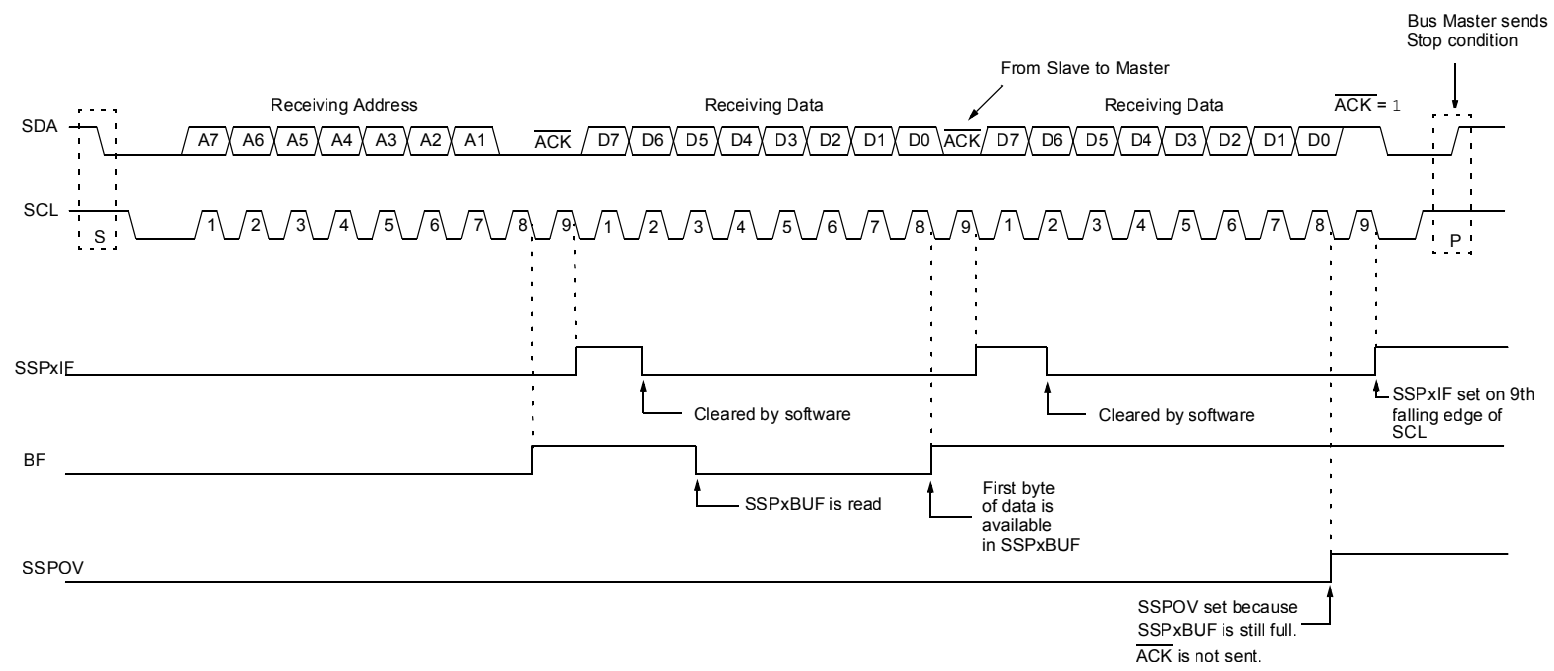 Bus Master sends
Stop condition
From Slave to Master
Receiving Address
Receiving Data
Receiving Data
ACK = 1
SDA
A7 A6 A5 A4 A3 A2 A1 ACK D7 D6 D5 D4 D3 D2 D1 D0 ACK D7 D6 D5 D4 D3 D2 D1 D0
SCL
S 1 2 3 4 5 6 7 8 9 1 2 3 4 5 6 7 8 9 1 2 3 4 5 6 7 8 9 P
SSPxIF
Cleared by software
Cleared by software
SSPxIF set on 9th
falling edge of
SCL
BF
SSPxBUF is read
First byte
of data is
available
in SSPxBUF
SSPOV
SSPOV set because
SSPxBUF is still full.
ACK is not sent.